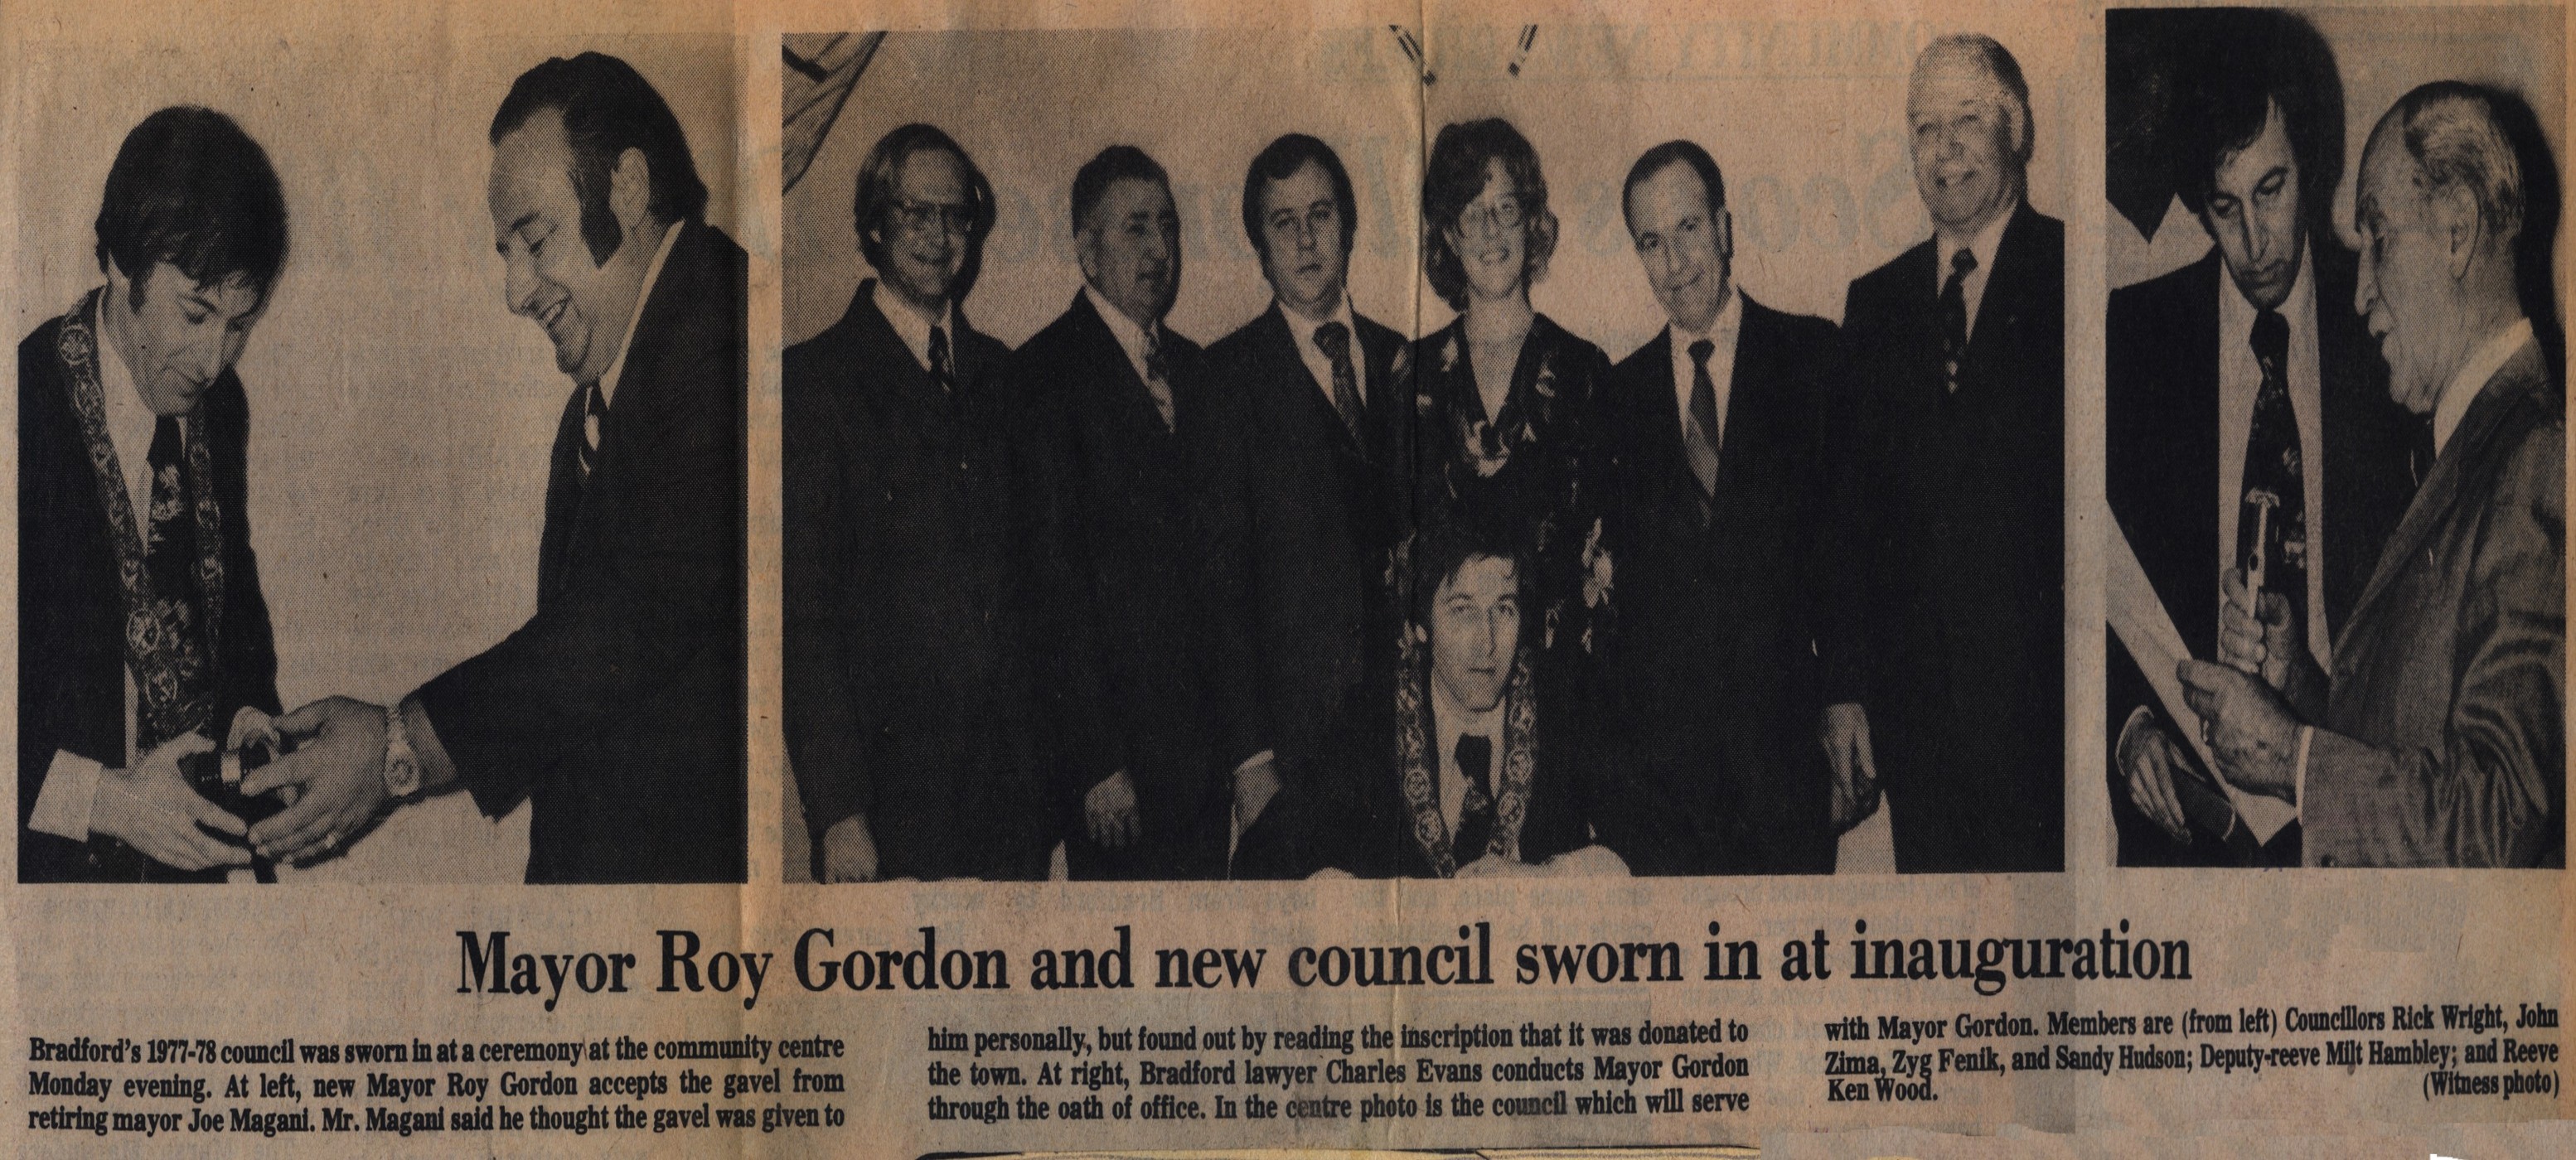 Mayor Roy Gordon and new council sworn in at inauguration
Bradford's 1977-78 council was sworn in at a ceremony at the community centre
Monday evening. At left, new Mayor Roy Gordon accepts the gavel from
retiring mayor Joe Magani. Mr. Magani said he thought the gavel was given to
him personally, but found out by reading the inscription that it was donated to
the town. At right, Bradford lawyer Charles Evans conducts Mayor Gordon
through the oath of office. In the centre photo is the council which will serve
with Mayor Gordon. Members are (from left) Councillors Rick Wright, John
Zima, Zyg Fenik, and Sandy Hudson; Deputy-reeve Milt Hambley; and Reeve
Ken Wood.
(Witness photo)